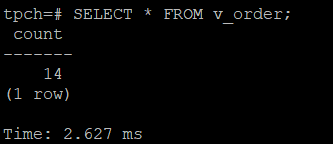 tpch=# SELECT * FROM v_order;
count
-------
14
(1 row)
Time: 2.627 ms